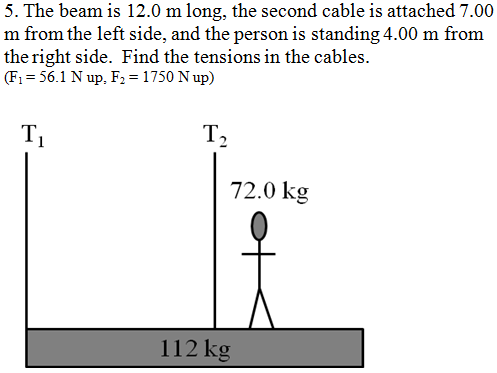 5. The beam is 12.0 m long, the second cable is attached 7.00
m from the left side, and the person is standing 4.00 m from
the right side. Find the tensions in the cables.
(F₁ = 56.1 N up, F₂ = 1750 N up)
T₁ T₂
72.0 kg
112 kg